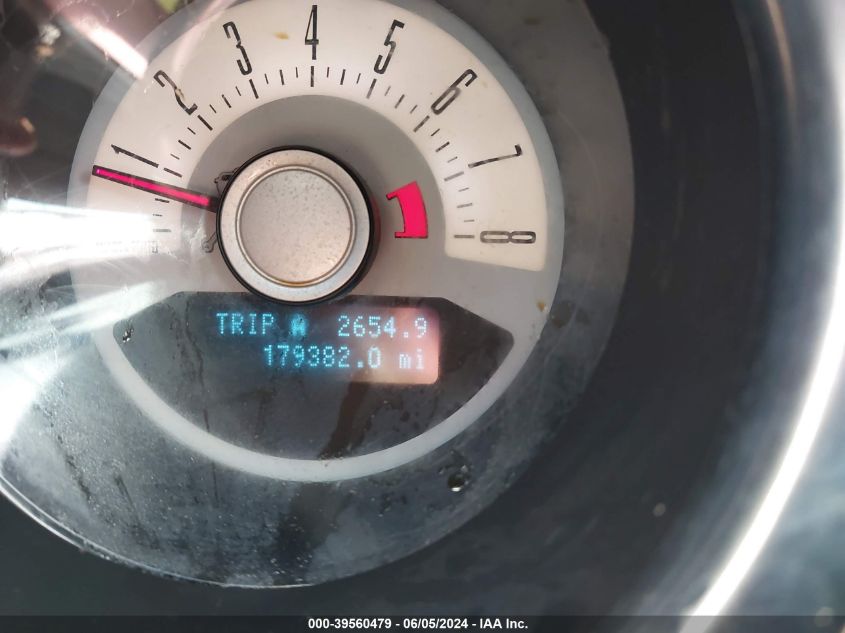 1 2 3 4 5 6 7 8
TRIP A 2654.9
179382.0 mi
000-39560479 - 06/05/2024 - IAA Inc.